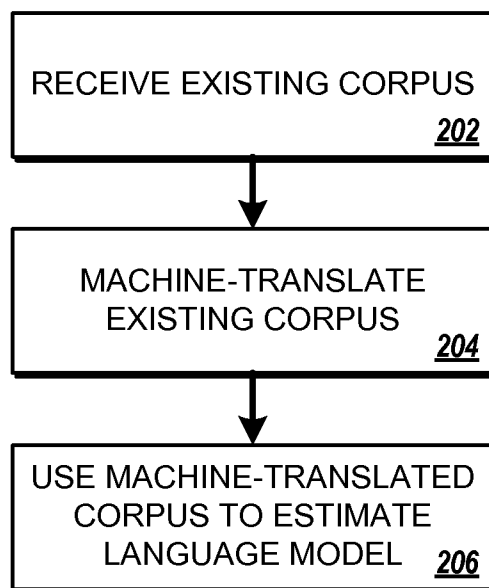 RECEIVE EXISTING CORPUS
202
MACHINE-TRANSLATE
EXISTING CORPUS
204
USE MACHINE-TRANSLATED
CORPUS TO ESTIMATE
LANGUAGE MODEL
206